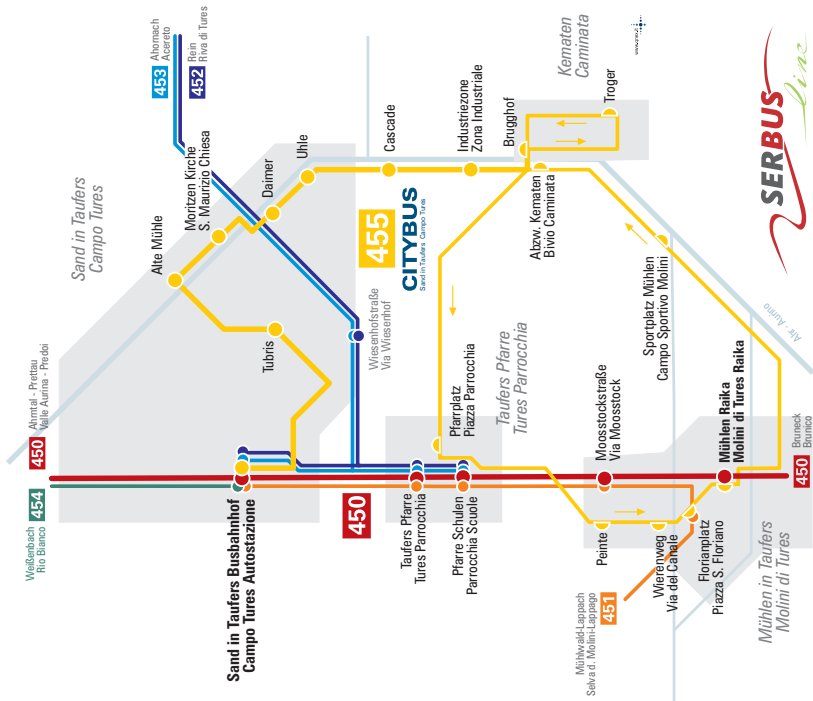 453
Ahornach
Acereto
452
Rein
Riva di Tures
www.qnex.it
Kematen
Caminata
SERBUS
line
Sand in Taufers
Campo Tures
Moritzen Kirche
S. Maurizio Chiesa
Daimer
Uhle
Cascade
Industriezone
Zona Industriale
Brugghof
Troger
Alte Mühle
455
CITYBUS
Sand in Taufers Campo Tures
Abzw. Kematen
Bivio Caminata
Tubris
Wiesenhofstraße
Via Wiesenhof
Sportplatz Mühlen
Campo Sportivo Molini
Ahr - Aurino
450
Ahrntal - Prettau
Valle Aurina - Predoi
Pfarrplatz
Piazza Parrocchia
Taufers Pfarre
Tures Parrocchia
Moosstockstraße
Via Moosstock
Mühlen Raika
Molini di Tures Raika
454
Weißenbach
Rio Bianco
450
450
Bruneck
Brunico
Sand in Taufers Busbahnhof
Campo Tures Autostazione
Taufers Pfarre
Tures Parrocchia
Pfarre Schulen
Parrocchia Scuole
Peinte
Wierenweg
Via del Canale
Florianplatz
Piazza S. Floriano
Mühlwald-Lappach
Selva d. Molini-Lappago
451
Mühlen in Taufers
Molini di Tures